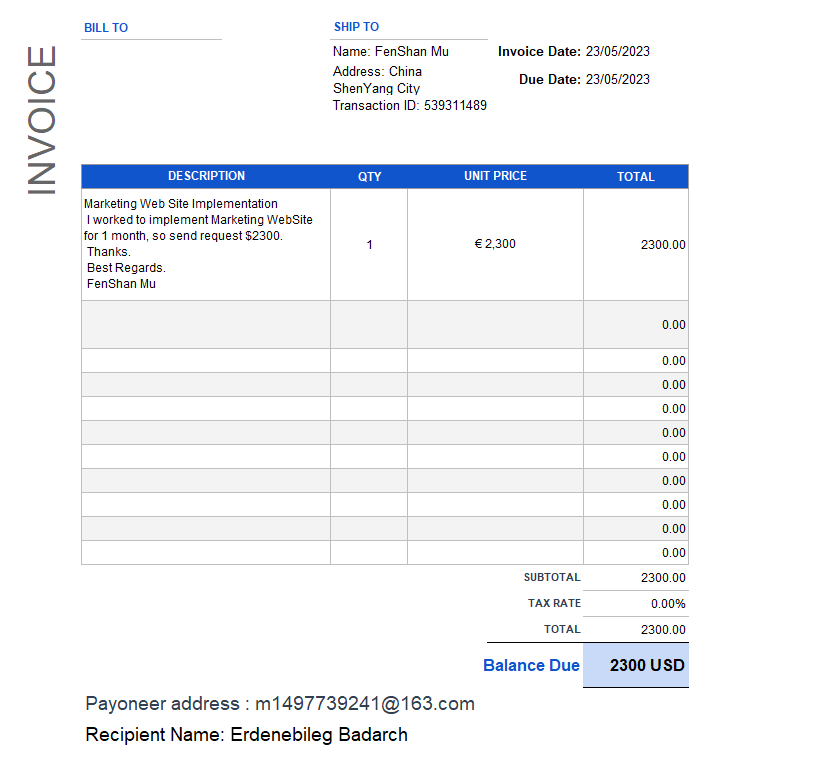 INVOICE
BILL TO
SHIP TO
Name: FenShan Mu
Address: China
ShenYang City
Transaction ID: 539311489
Invoice Date: 23/05/2023
Due Date: 23/05/2023
DESCRIPTION QTY UNIT PRICE TOTAL
Marketing Web Site Implementation
I worked to implement Marketing WebSite
for 1 month, so send request $2300.
Thanks.
Best Regards.
FenShan Mu
1 € 2,300 2300.00
0.00
0.00
0.00
0.00
0.00
0.00
0.00
0.00
0.00
0.00
SUBTOTAL 2300.00
TAX RATE 0.00%
TOTAL 2300.00
Balance Due 2300 USD
Payoneer address : m1497739241@163.com
Recipient Name: Erdenebileg Badarch